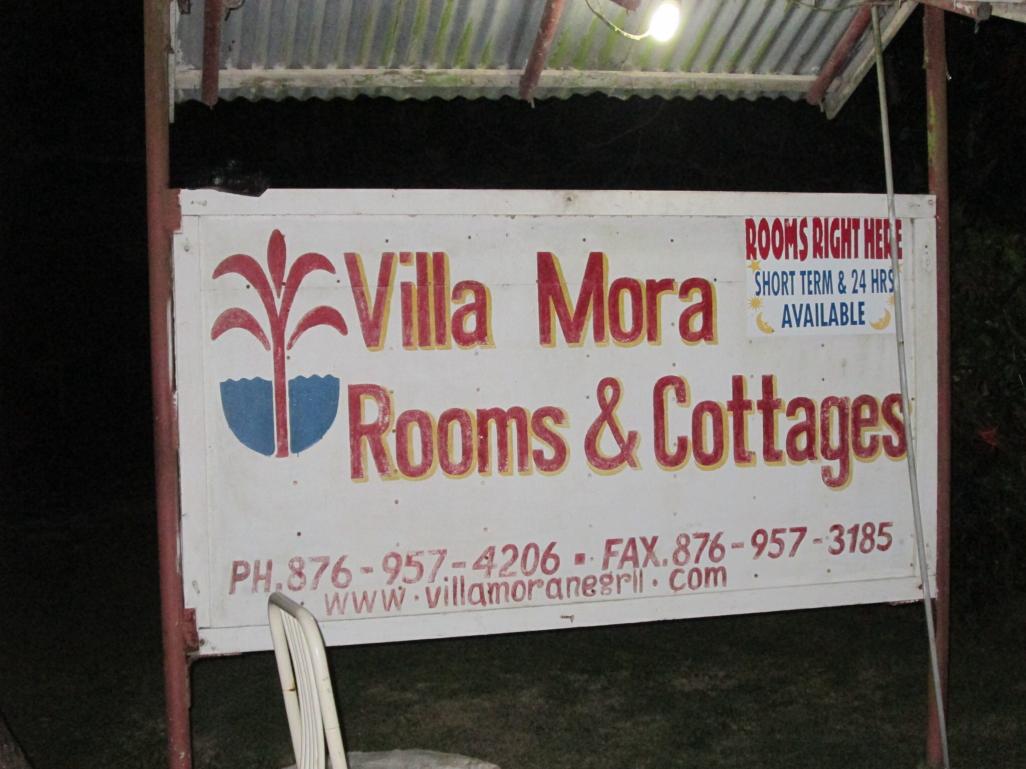 Villa Mora
ROOMS RIGHT HERE
SHORT TERM & 24 HRS
AVAILABLE
Rooms & Cottages
PH.876-957-4206 ▪ FAX.876-957-3185
www.villamoranegril.com